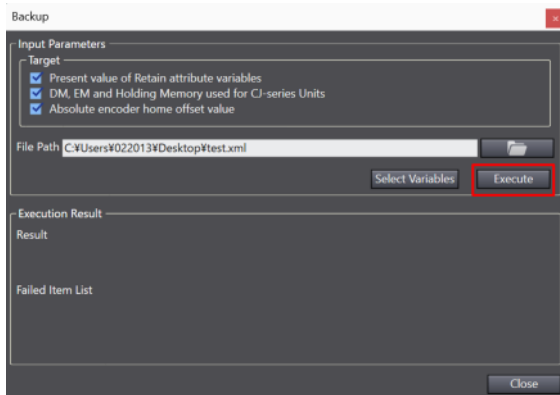 Backup
Input Parameters
Target
Present value of Retain attribute variables
DM, EM and Holding Memory used for CJ-series Units
Absolute encoder home offset value
File Path C:¥Users¥022013¥Desktop¥test.xml
Select Variables Execute
Execution Result
Result
Failed Item List
Close